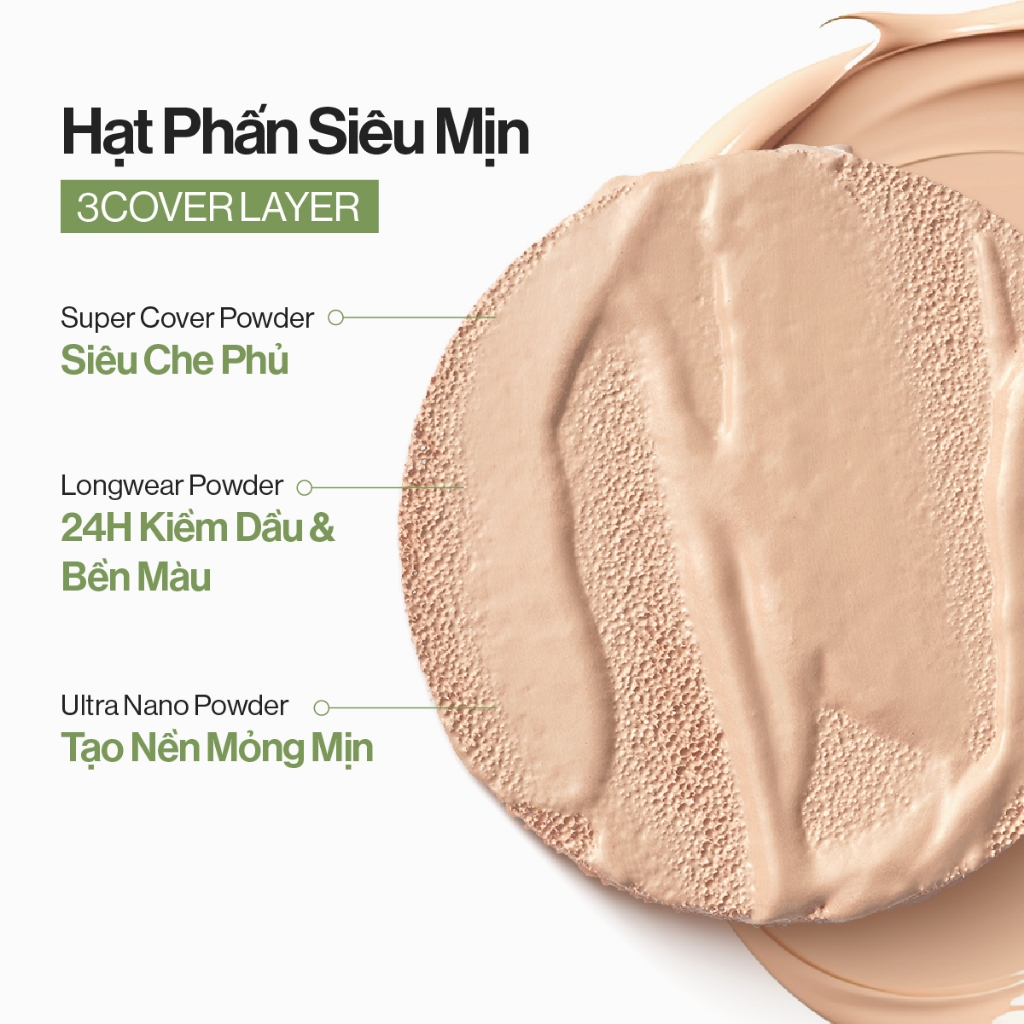 Hạt Phấn Siêu Mịn
3COVER LAYER
Super Cover Powder
Siêu Che Phủ
Longwear Powder
24H Kiềm Dầu &
Bền Màu
Ultra Nano Powder
Tạo Nền Mỏng Mịn